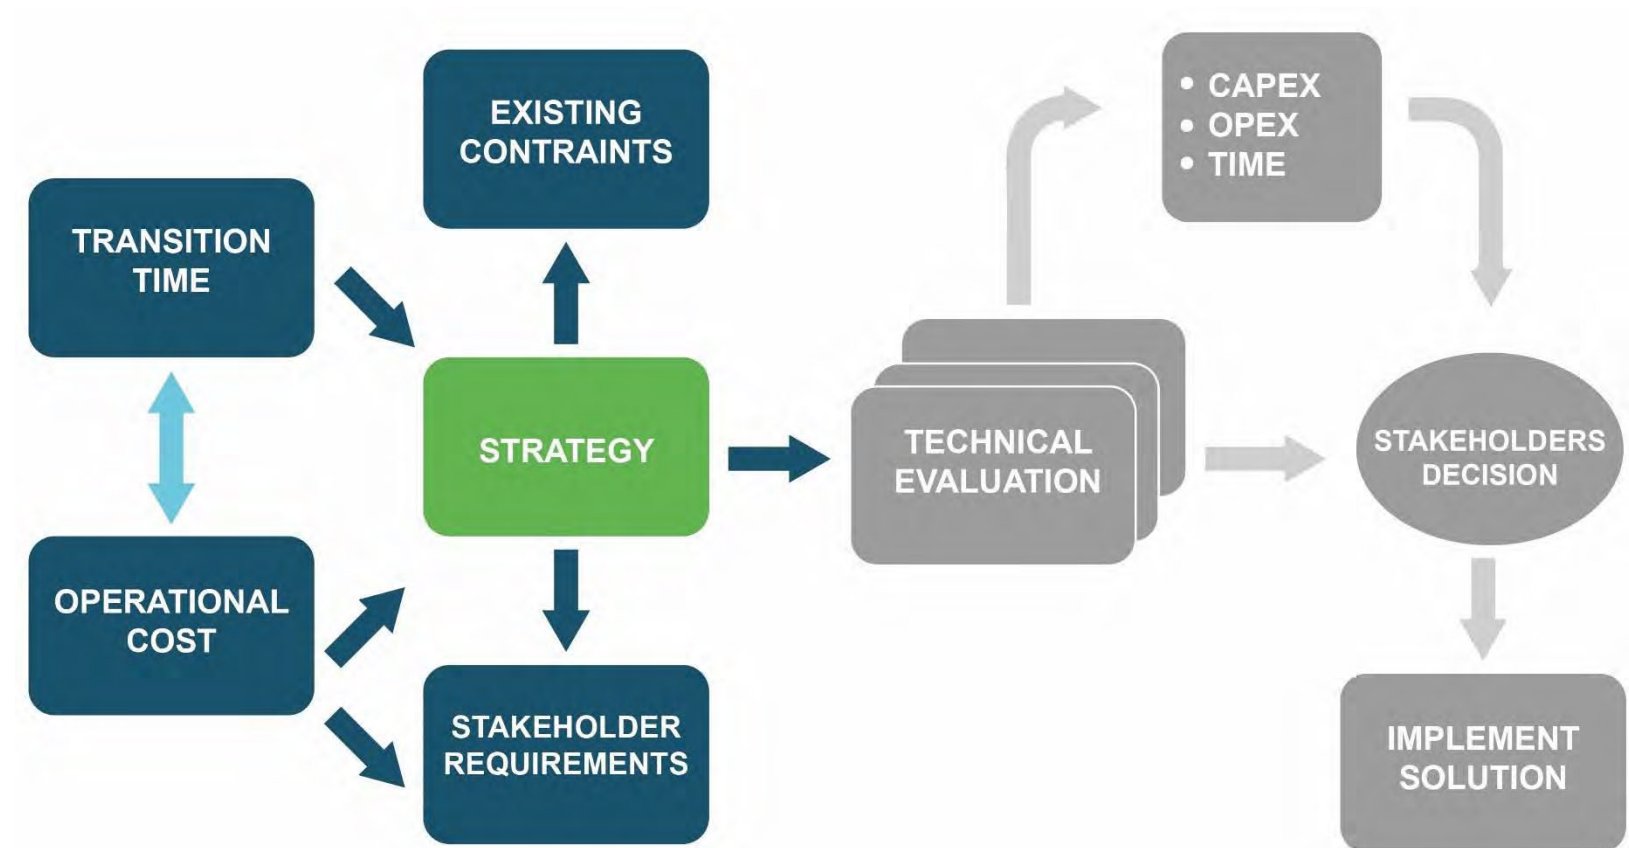 EXISTING
CONTRAINTS
TRANSITION
TIME
STRATEGY
OPERATIONAL
COST
STAKEHOLDER
REQUIREMENTS
• CAPEX
• OPEX
• TIME
TECHNICAL
EVALUATION
STAKEHOLDERS
DECISION
IMPLEMENT
SOLUTION